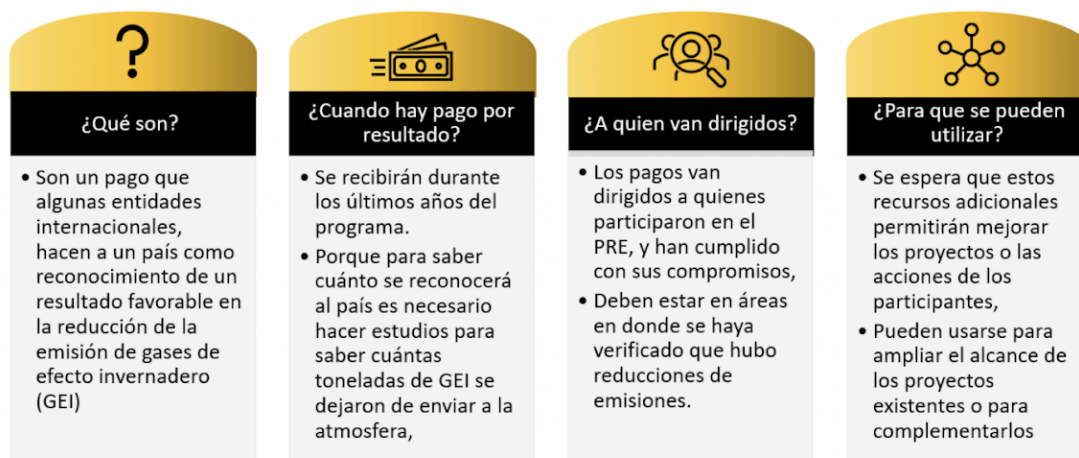 ¿Qué son?
• Son un pago que
algunas entidades
internacionales,
hacen a un país como
reconocimiento de un
resultado favorable en
la reducción de la
emisión de gases de
efecto invernadero
(GEI)
¿Cuando hay pago por
resultado?
• Se recibirán durante
los últimos años del
programa.
• Porque para saber
cuánto se reconocerá
al país es necesario
hacer estudios para
saber cuántas
toneladas de GEI se
dejaron de enviar a la
atmosfera,
¿A quien van dirigidos?
• Los pagos van
dirigidos a quienes
participaron en el
PRE, y han cumplido
con sus compromisos,
• Deben estar en áreas
en donde se haya
verificado que hubo
reducciones de
emisiones.
¿Para que se pueden
utilizar?
• Se espera que estos
recursos adicionales
permitirán mejorar
los proyectos o las
acciones de los
participantes,
• Pueden usarse para
ampliar el alcance de
los proyectos
existentes o para
complementarlos